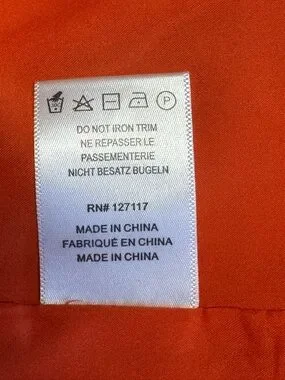 P
DO NOT IRON TRIM
NE REPASSER LE
PASSEMENTERIE
NICHT BESATZ BUGELN
RN# 127117
MADE IN CHINA
FABRIQUÉ EN CHINA
MADE IN CHINA